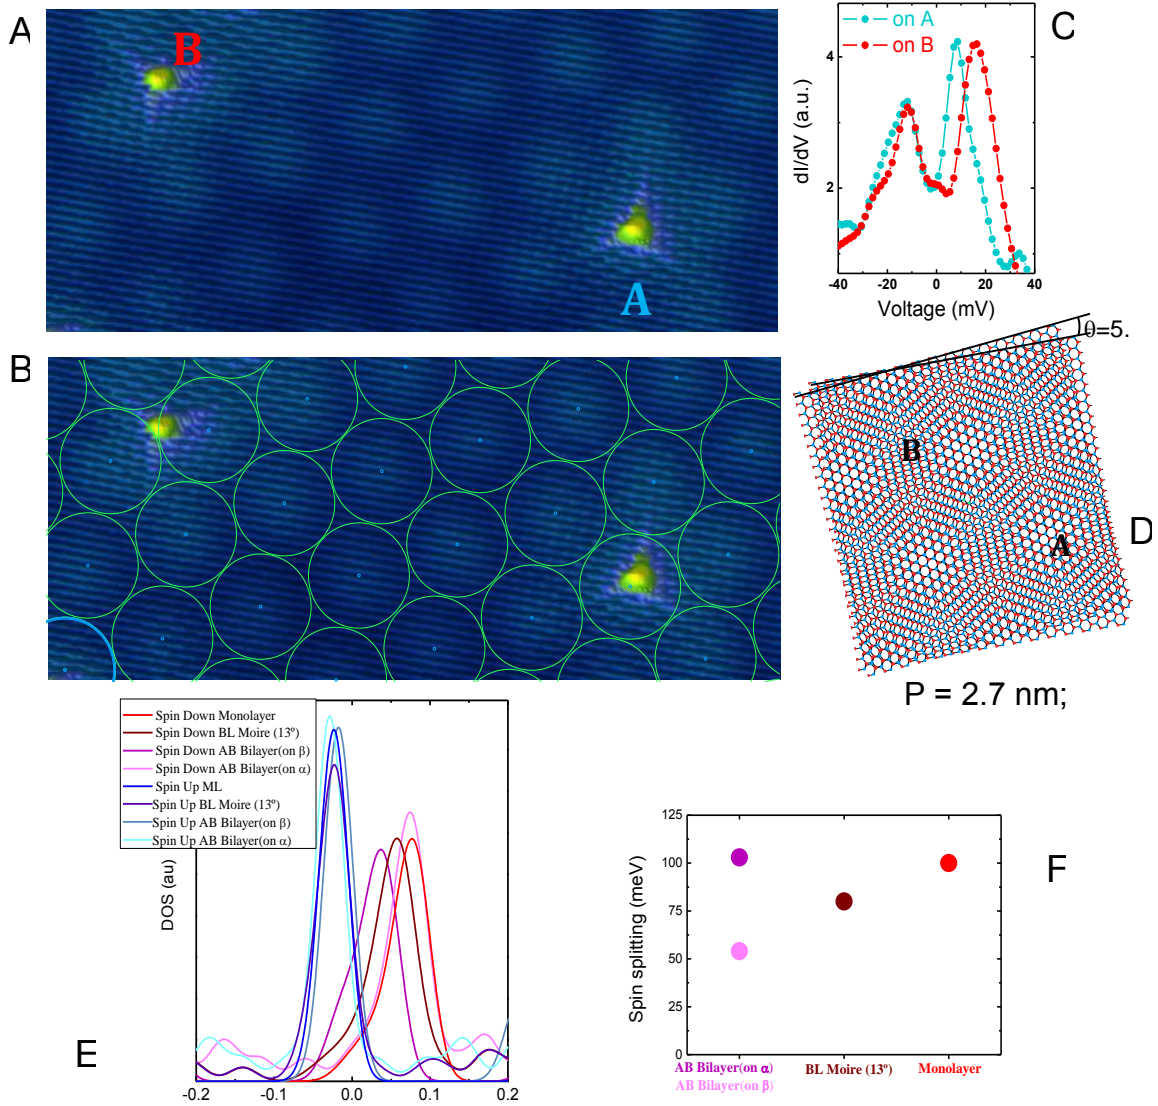 A
B
A
C
on A
on B
dI/dV (a.u.)
4
2
-40 -20 0 20 40
Voltage (mV)
B
θ=5.
B
A
D
P = 2.7 nm;
Spin Down Monolayer
Spin Down BL Moire (13º)
Spin Down AB Bilayer(on β)
Spin Down AB Bilayer(on α)
Spin Up ML
Spin Up BL Moire (13º)
Spin Up AB Bilayer(on β)
Spin Up AB Bilayer(on α)
DOS (au)
E
-0.2 -0.1 0.0 0.1 0.2
Spin splitting (meV)
125
100
75
50
25
0
F
AB Bilayer(on α) BL Moire (13º) Monolayer
AB Bilayer(on β)